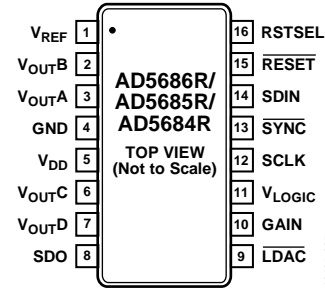 VREF 1 16 RSTSEL
VOUTB 2 15 RESET
VOUTA 3 14 SDIN
GND 4 13 SYNC
VDD 5 12 SCLK
VOUTC 6 11 VLOGIC
VOUTD 7 10 GAIN
SDO 8 9 LDAC
AD5686R/
AD5685R/
AD5684R
TOP VIEW
(Not to Scale)